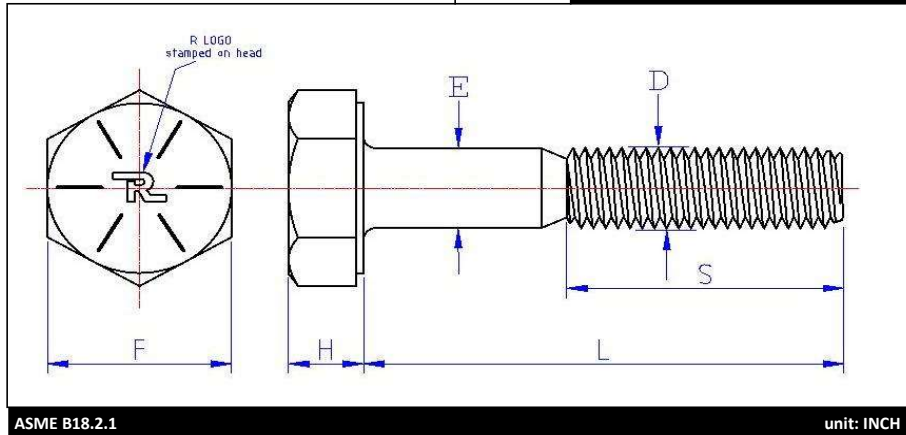 R LOGO
stamped on head
E
D
R
S
F
H
L
ASME B18.2.1 unit: INCH